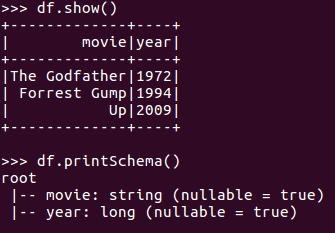 >>> df.show()
+-------------+----+
|        movie|year|
+-------------+----+
|The Godfather|1972|
| Forrest Gump|1994|
|           Up|2009|
+-------------+----+

>>> df.printSchema()
root
 |-- movie: string (nullable = true)
 |-- year: long (nullable = true)